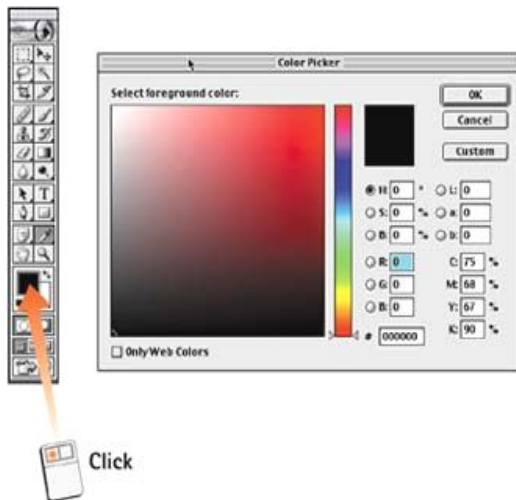 Color Picker
Select foreground color:
OK
Cancel
Custom
H: 0 °
L: 0
S: 0 %
a: 0
B: 0 %
b: 0
R: 0
C: 75 %
G: 0
M: 68 %
B: 0
Y: 67 %
# 000000
K: 90 %
Only Web Colors
T
Click